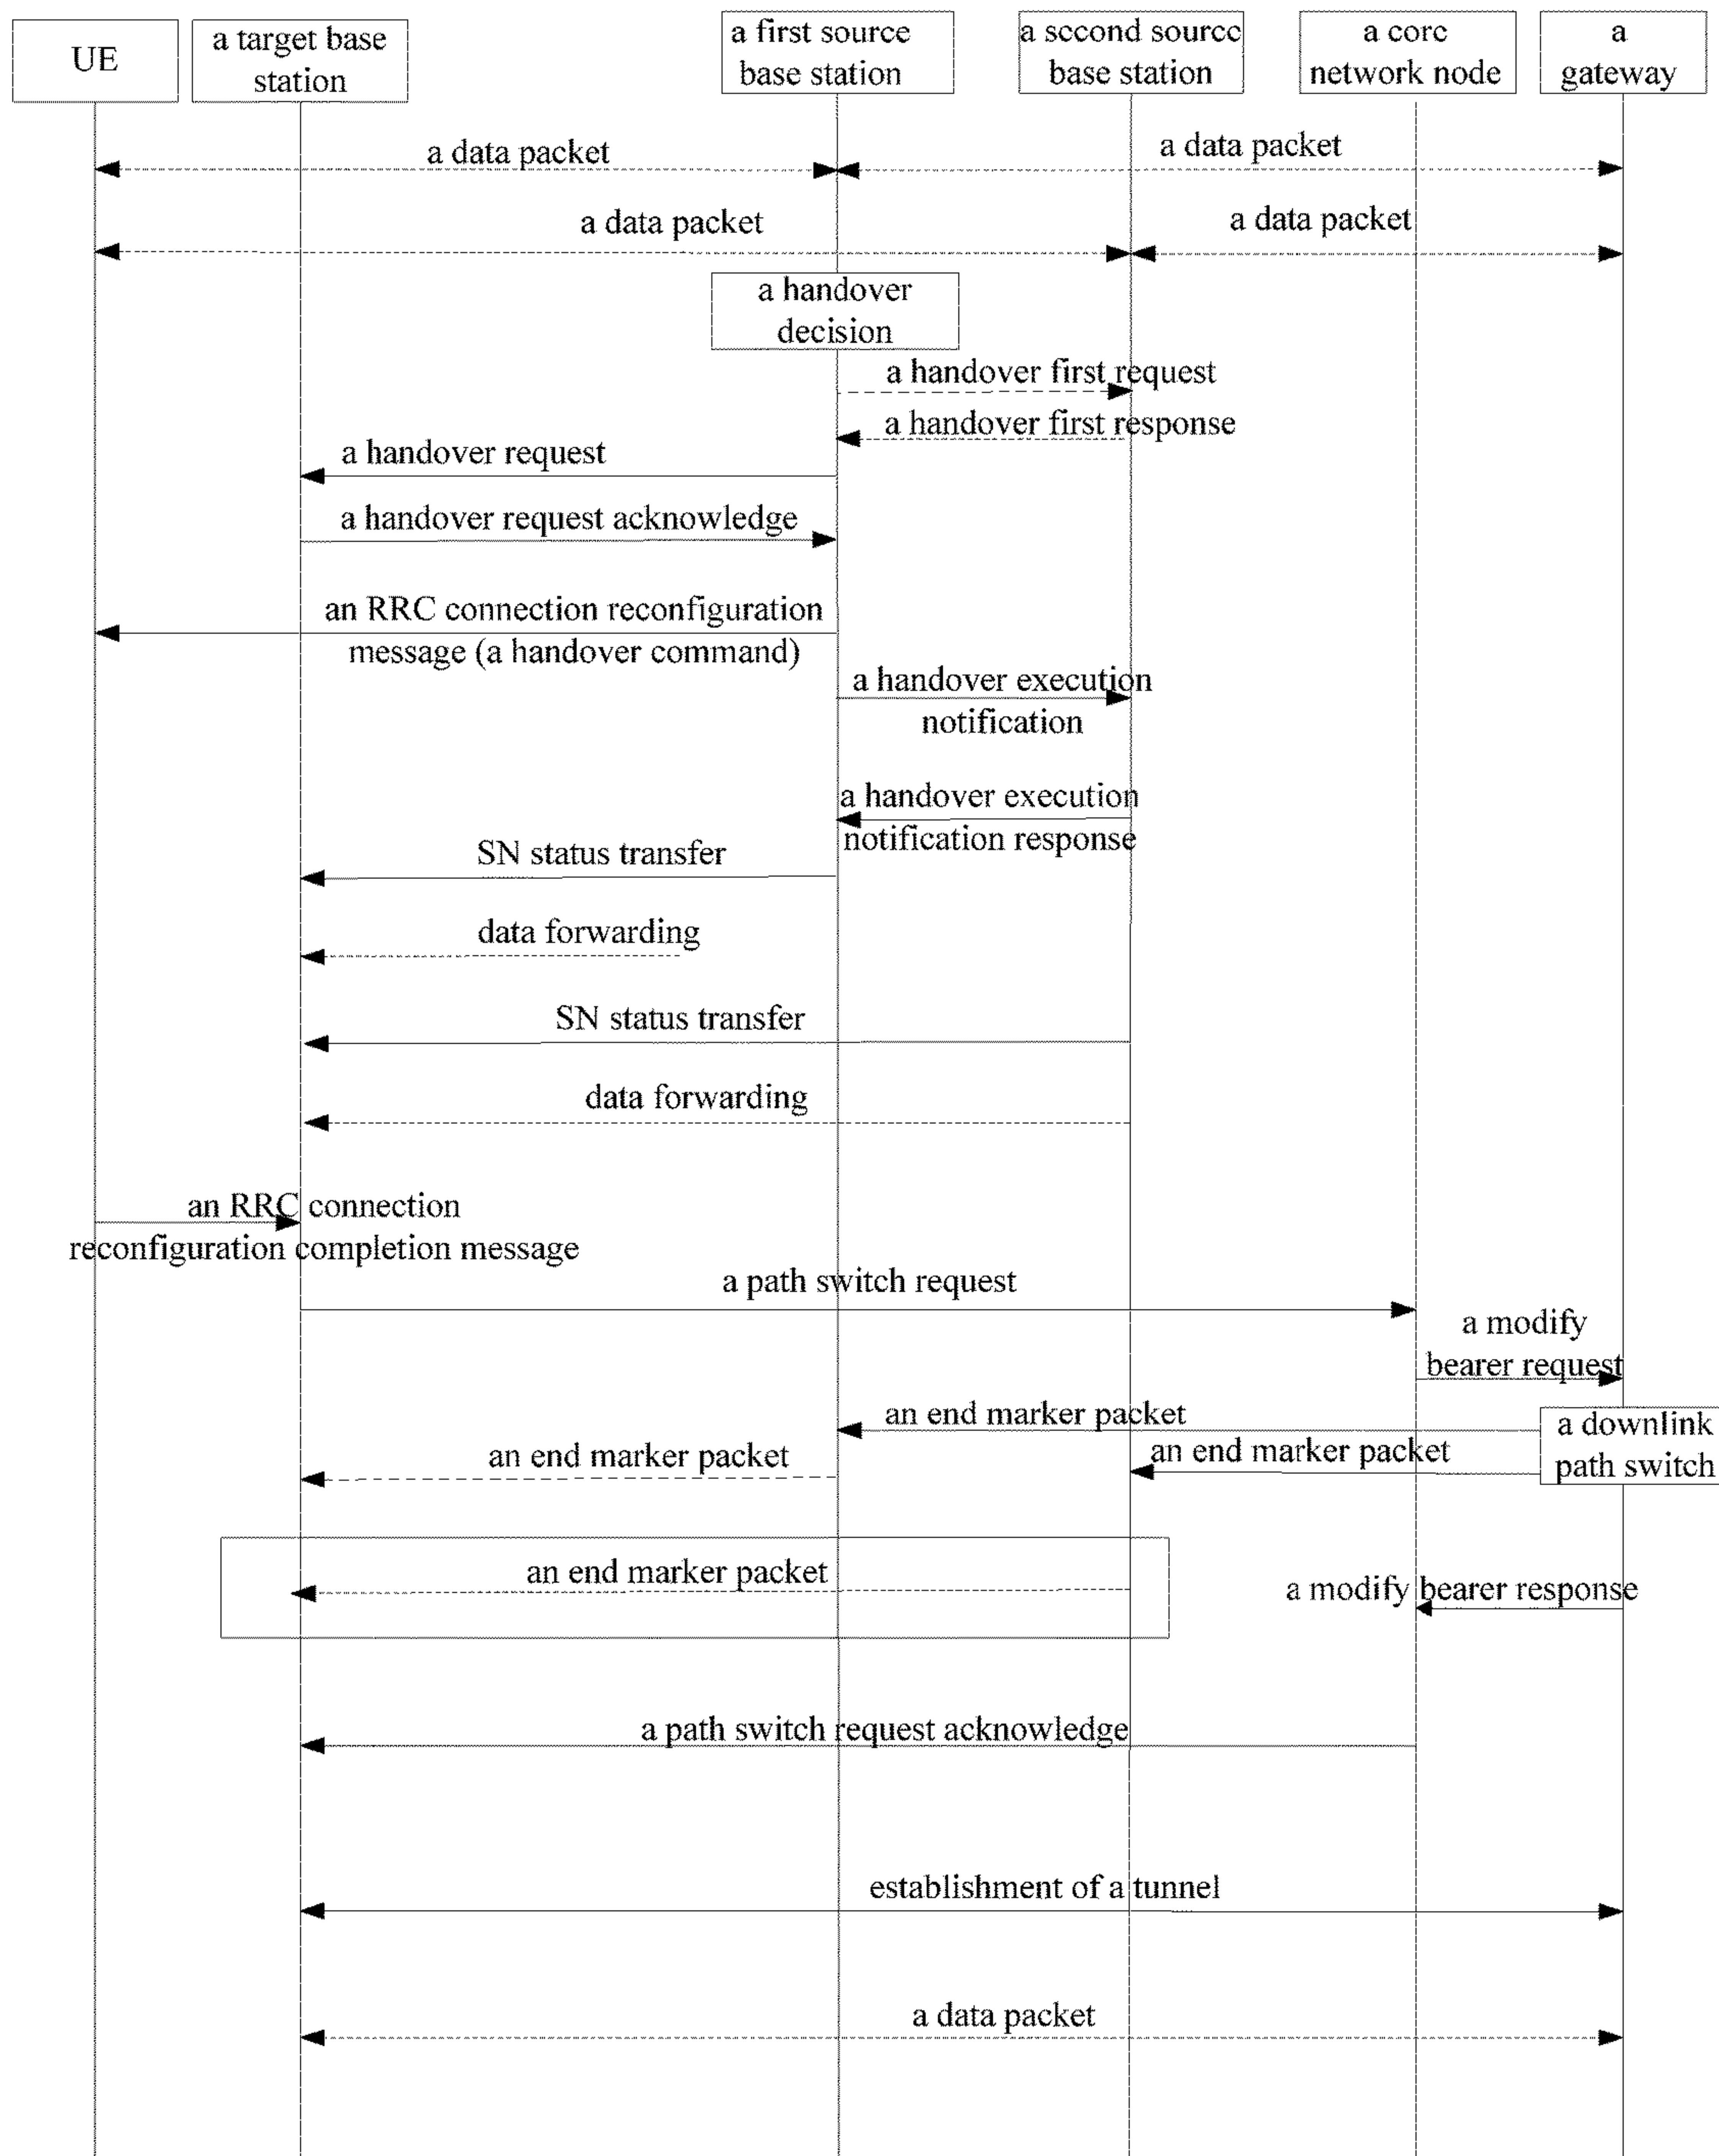 UE
a target base
station
a first source
base station
a second source
base station
a core
network node
a
gateway
a data packet
a data packet
a data packet
a data packet
a handover
decision
a handover first request
a handover first response
a handover request
a handover request acknowledge
an RRC connection reconfiguration
message (a handover command)
a handover execution
notification
a handover execution
notification response
SN status transfer
data forwarding
SN status transfer
data forwarding
an RRC connection
reconfiguration completion message
a path switch request
a modify
bearer request
an end marker packet
a downlink
path switch
an end marker packet
an end marker packet
an end marker packet
a modify bearer response
a path switch request acknowledge
establishment of a tunnel
a data packet